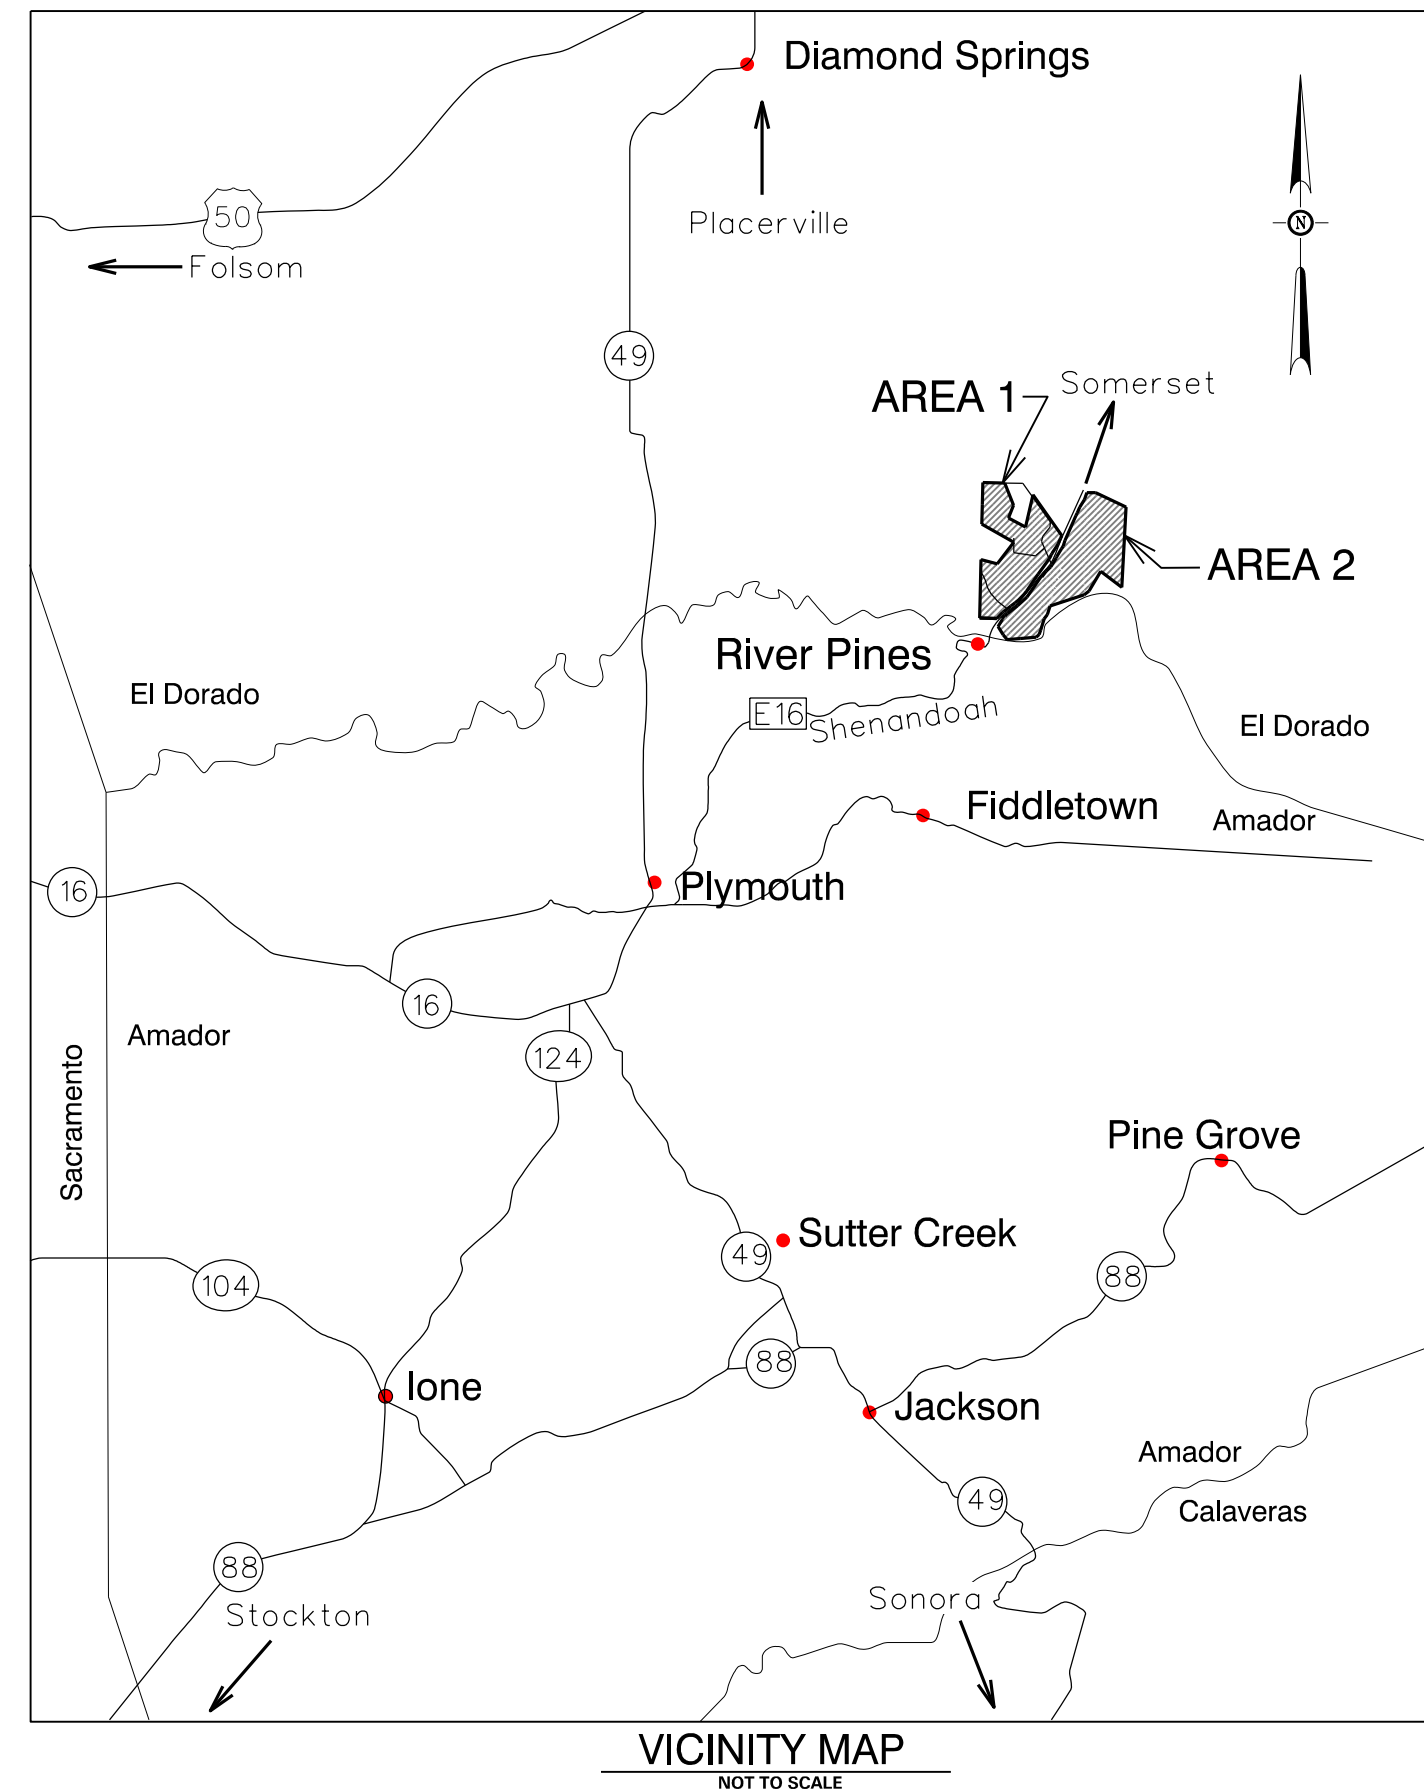 Diamond Springs
50
Placerville
N
Folsom
49
Somerset
AREA 1
AREA 2
River Pines
El Dorado
E16
Shenandoah
El Dorado
Fiddletown
Amador
Plymouth
16
16
Amador
124
Sacramento
Pine Grove
Sutter Creek
49
88
104
88
Ione
Jackson
Amador
49
Calaveras
88
Sonora
Stockton
VICINITY MAP
NOT TO SCALE